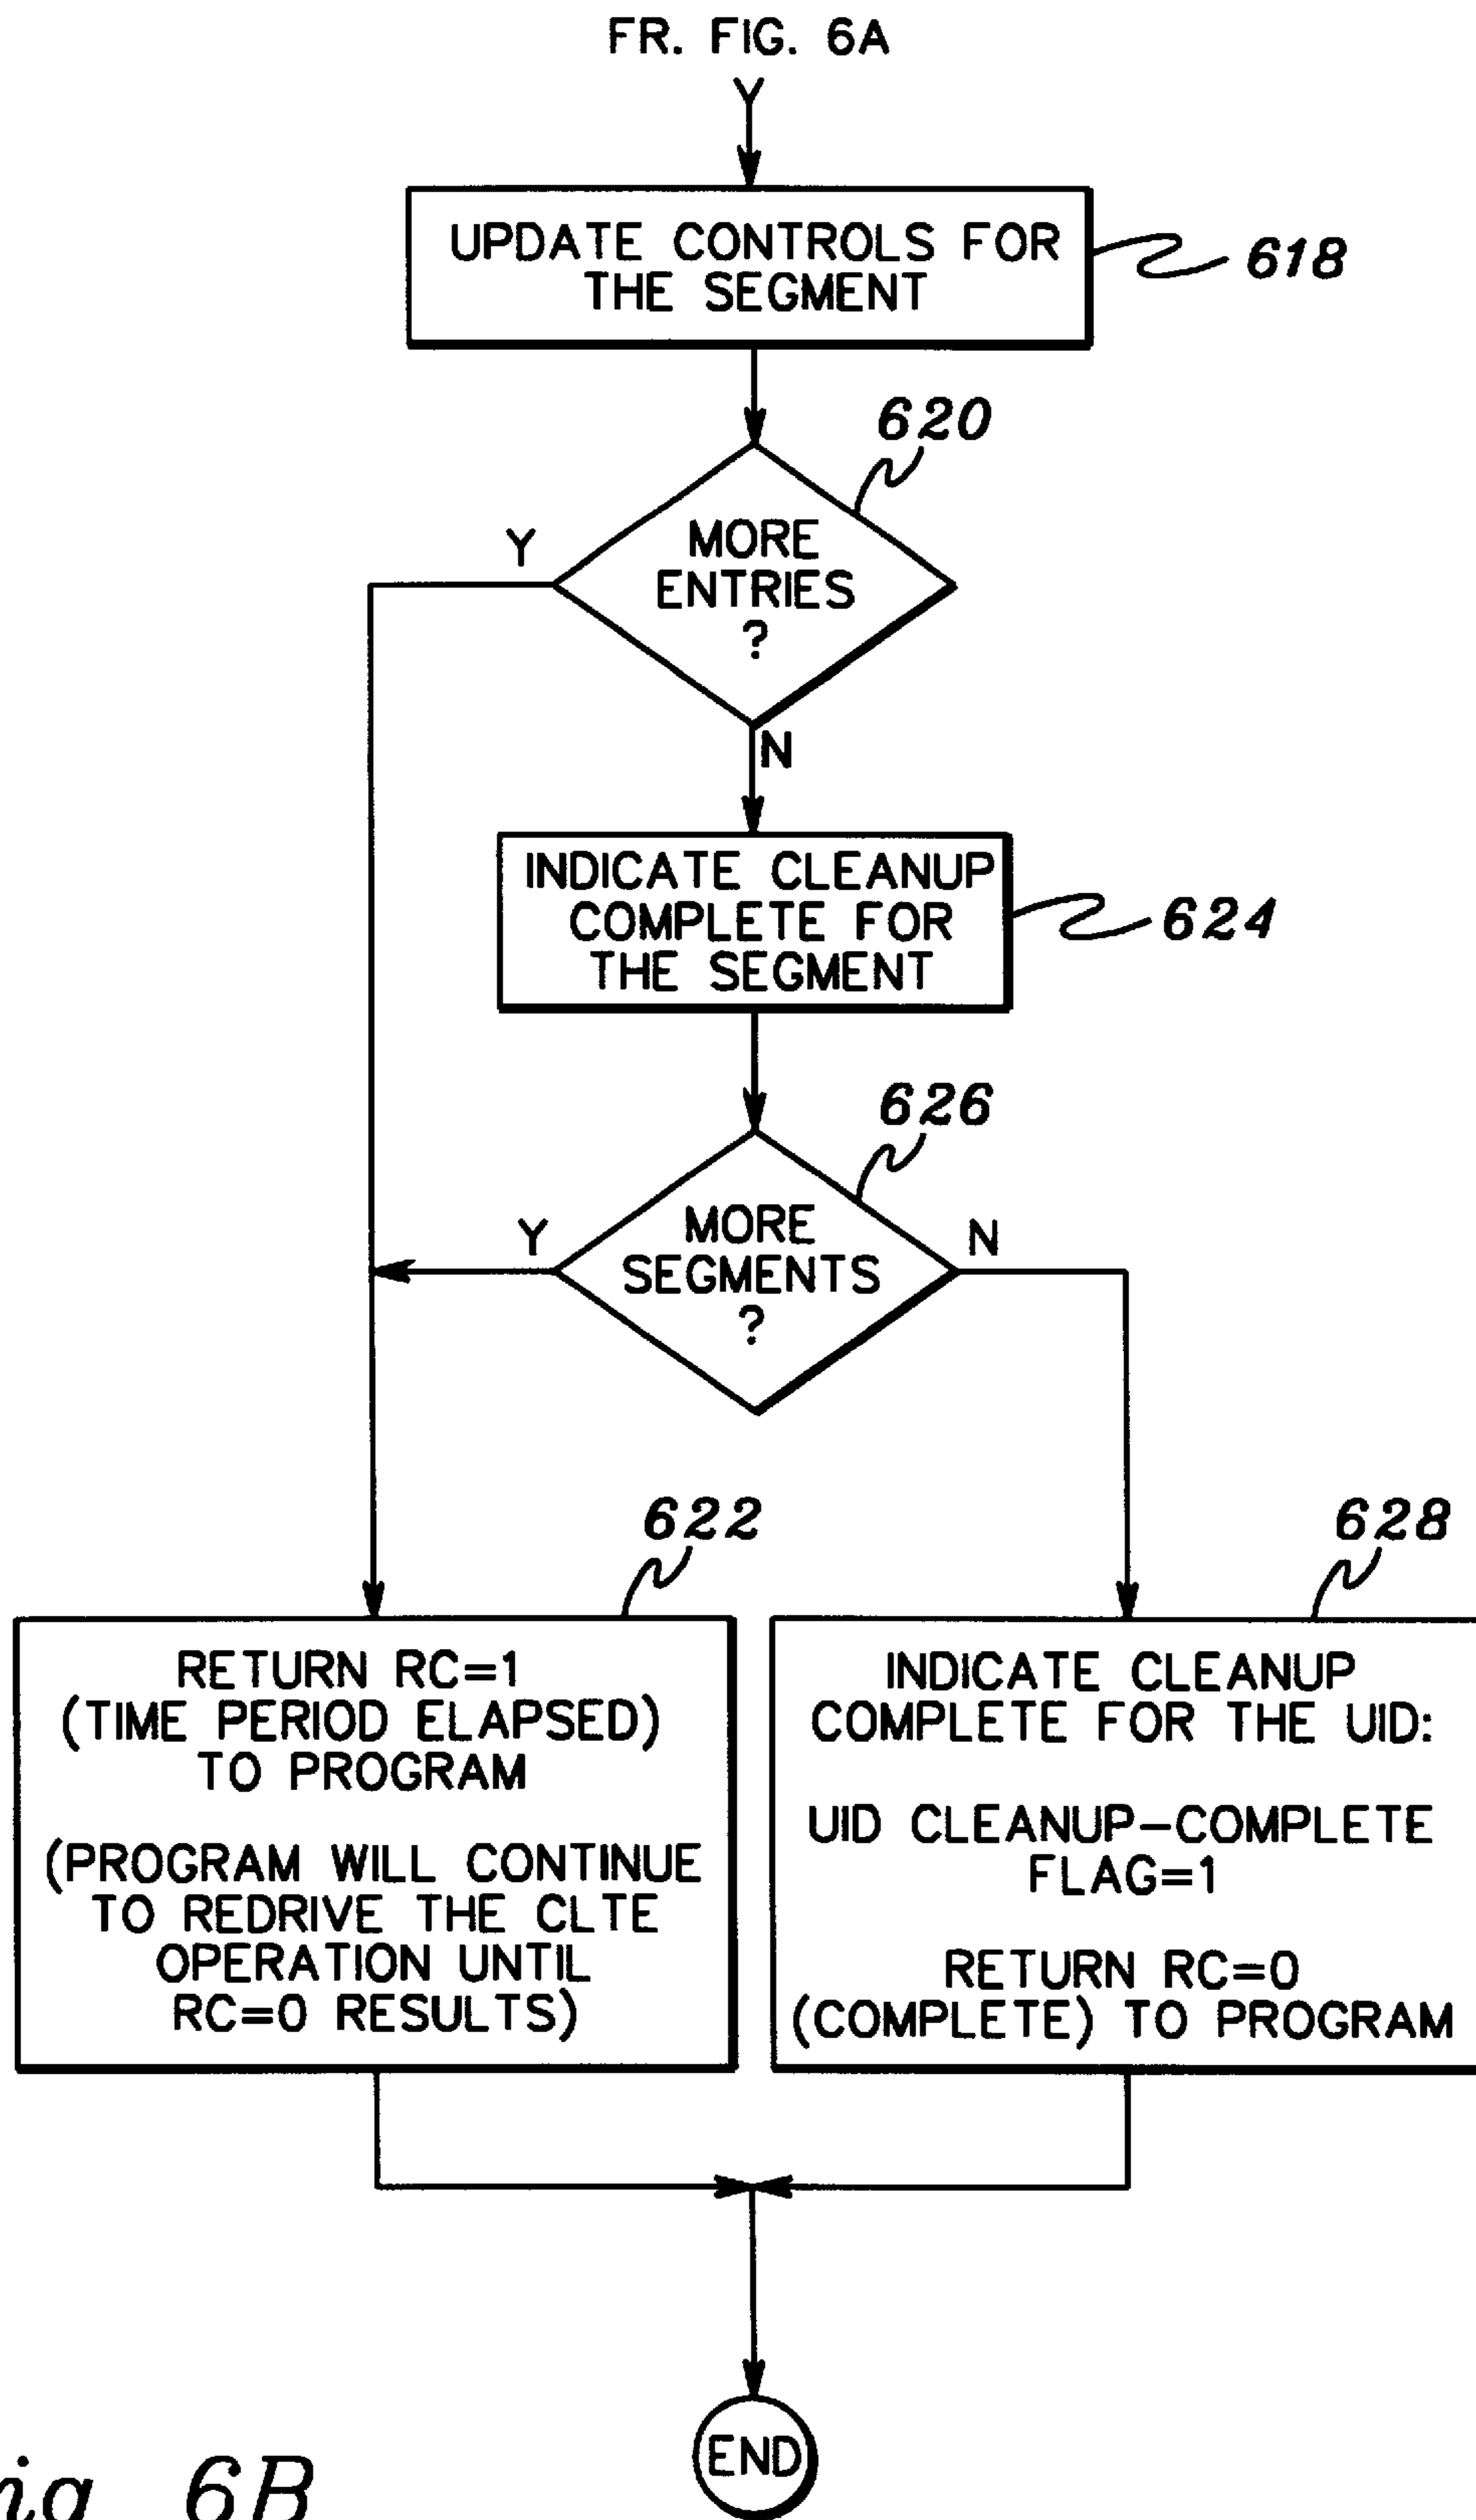 FR. FIG. 6A
Y
UPDATE CONTROLS FOR
THE SEGMENT
618
620
MORE
ENTRIES
?
Y
N
INDICATE CLEANUP
COMPLETE FOR
THE SEGMENT
624
626
MORE
SEGMENTS
?
Y
N
622
RETURN RC=1
(TIME PERIOD ELAPSED)
TO PROGRAM
(PROGRAM WILL CONTINUE
TO REDRIVE THE CLTE
OPERATION UNTIL
RC=0 RESULTS)
628
INDICATE CLEANUP
COMPLETE FOR THE UID:
UID CLEANUP-COMPLETE
FLAG=1
RETURN RC=0
(COMPLETE) TO PROGRAM
END
6B